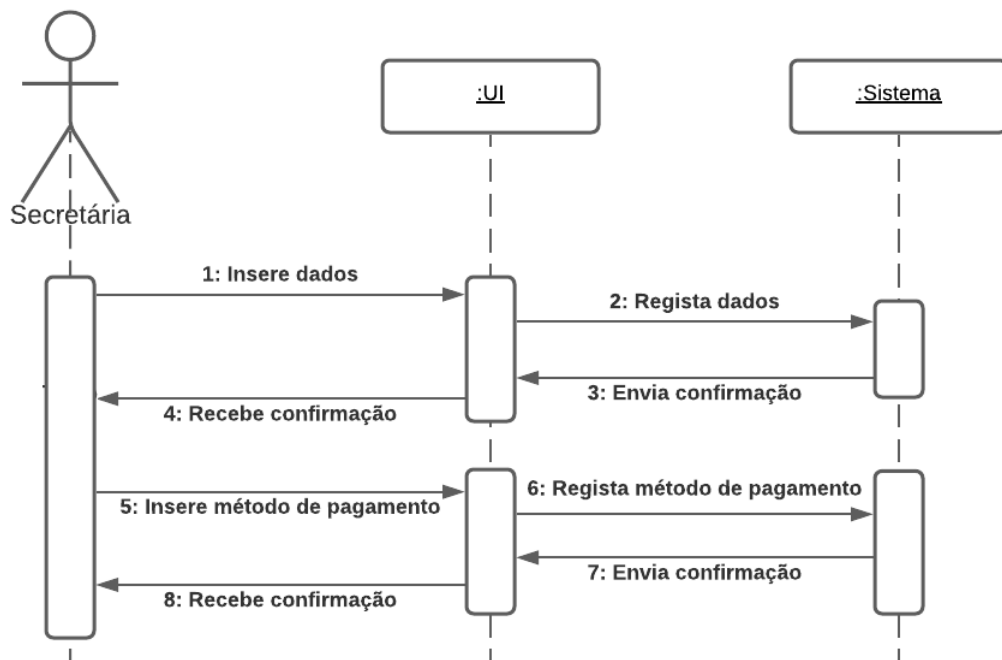 :UI
:Sistema
Secretária
1: Insere dados
2: Regista dados
3: Envia confirmação
4: Recebe confirmação
5: Insere método de pagamento
6: Regista método de pagamento
7: Envia confirmação
8: Recebe confirmação